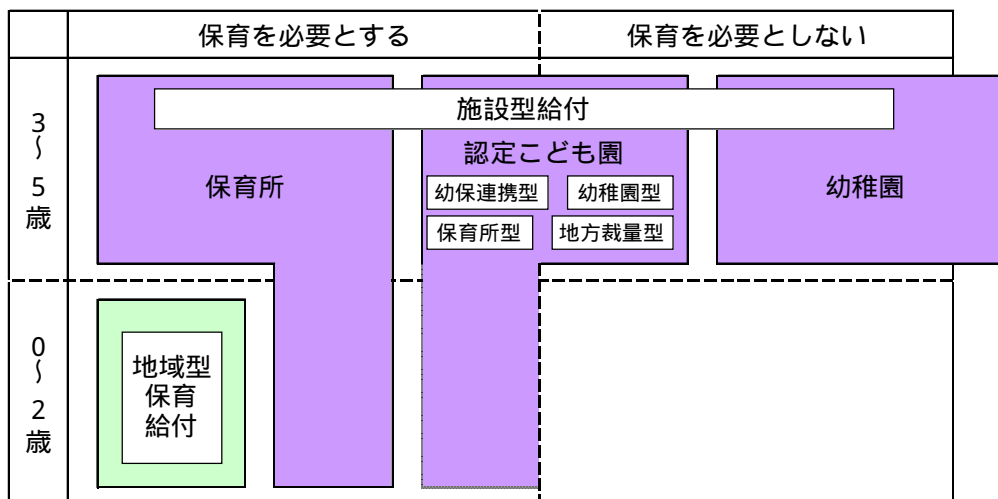 保育を必要とする
保育を必要としない
3～5歳
施設型給付
保育所
認定こども園
幼保連携型
幼稚園型
保育所型
地方裁量型
幼稚園
0～2歳
地域型
保育
給付